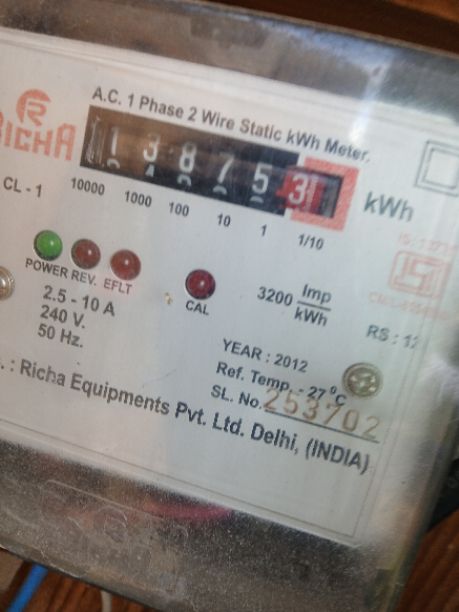 A.C. 1 Phase 2 Wire Static kWh Meter.
RICHA
1 3 8 7 5 3 kWh
CL - 1
10000 1000 100 10 1 1/10
POWER REV. EFLT
CAL
3200 Imp/kWh
2.5 - 10 A
240 V.
50 Hz.
RS : 12
YEAR : 2012
Ref. Temp. - 27°C
SL. No. 253702
: Richa Equipments Pvt. Ltd. Delhi, (INDIA)